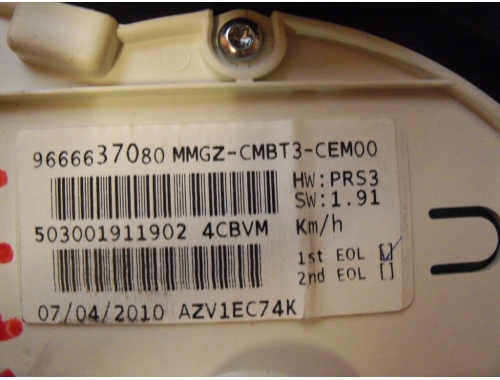 9666637080 MMGZ-CMBT3-CEM00
HW:PRS3
SW:1.91
503001911902 4CBVM Km/h
1st EOL []
2nd EOL []
07/04/2010 AZV1EC74K